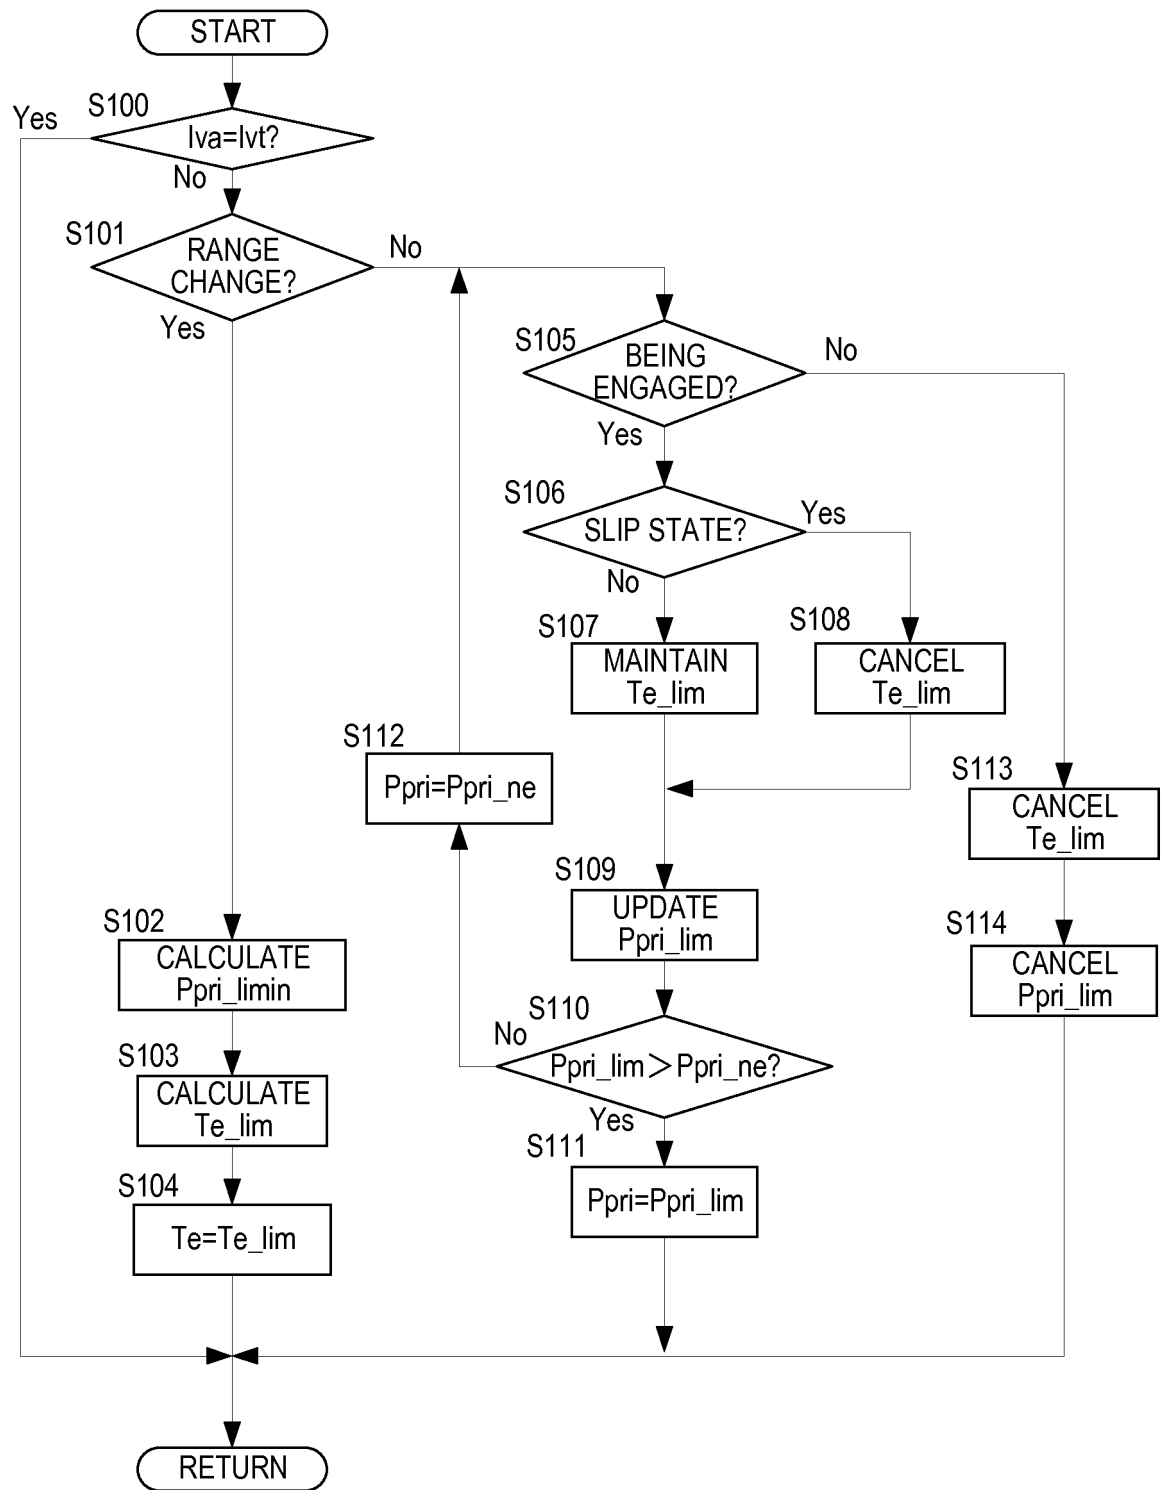 START
S100
Yes
Iva=Ivt?
No
S101
RANGE
CHANGE?
No
Yes
S105
BEING
ENGAGED?
No
Yes
S106
SLIP STATE?
Yes
No
S107
MAINTAIN
Te_lim
S108
CANCEL
Te_lim
S112
Ppri=Ppri_ne
S113
CANCEL
Te_lim
S109
UPDATE
Ppri_lim
S114
CANCEL
Ppri_lim
S102
CALCULATE
Ppri_limin
S110
No
Ppri_lim＞Ppri_ne?
Yes
S103
CALCULATE
Te_lim
S111
Ppri=Ppri_lim
S104
Te=Te_lim
RETURN